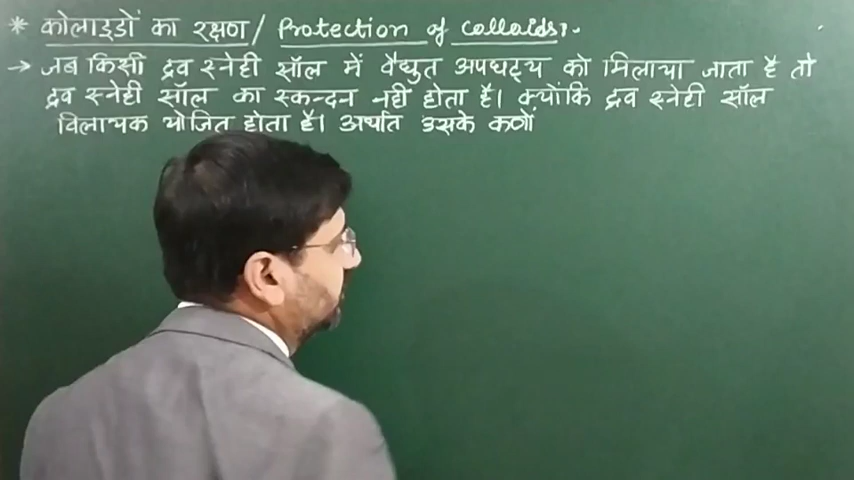 * कोलाइडों का रक्षण / Protection of colloids :-
→ जब किसी द्रव स्नेही सॉल में वैद्युत अपघट्य को मिलाया जाता है तो
द्रव स्नेही सॉल का स्कन्दन नहीं होता है। क्योंकि द्रव स्नेही सॉल
विलायक योजित होता है। अर्थात उसके कणों